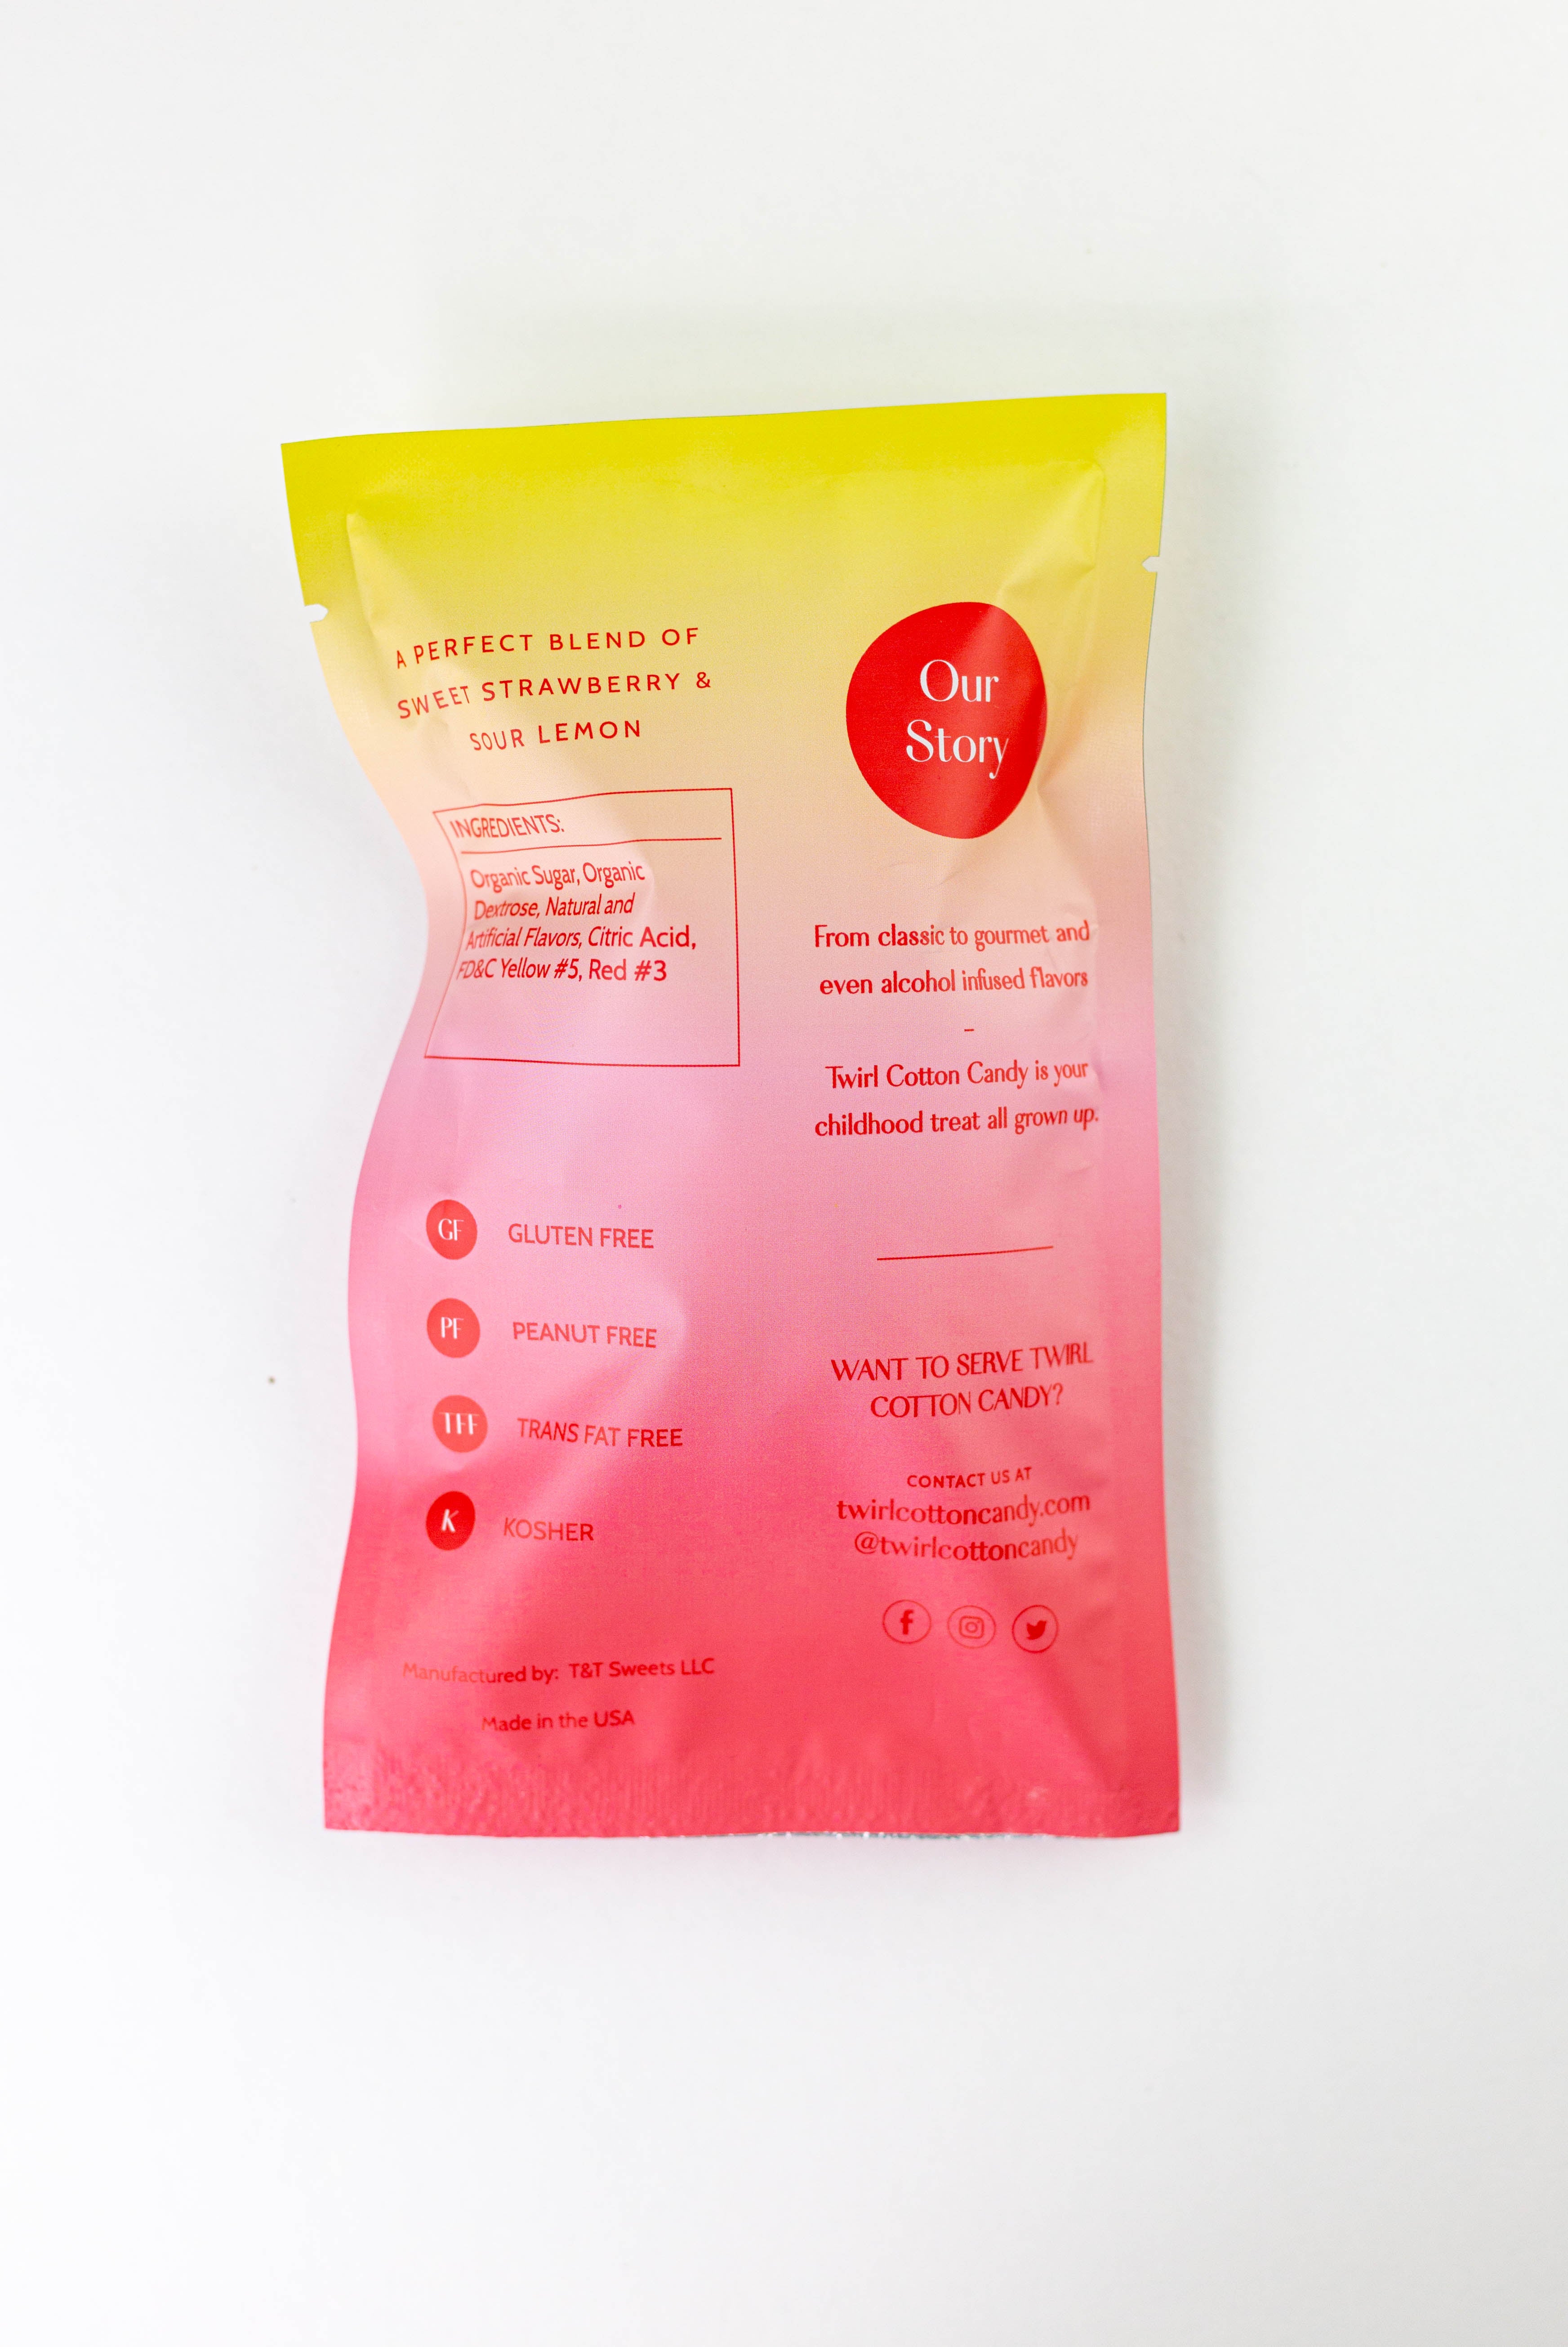 A PERFECT BLEND OF
SWEET STRAWBERRY &
SOUR LEMON
INGREDIENTS:
Organic Sugar, Organic
Dextrose, Natural and
Artificial Flavors, Citric Acid,
FD&C Yellow #5, Red #3
GF GLUTEN FREE
PF PEANUT FREE
TFF TRANS FAT FREE
K KOSHER
Manufactured by: T&T Sweets LLC
Made in the USA
Our
Story
From classic to gourmet and
even alcohol infused flavors
–
Twirl Cotton Candy is your
childhood treat all grown up.
WANT TO SERVE TWIRL
COTTON CANDY?
CONTACT US AT
twirlcottoncandy.com
@twirlcottoncandy